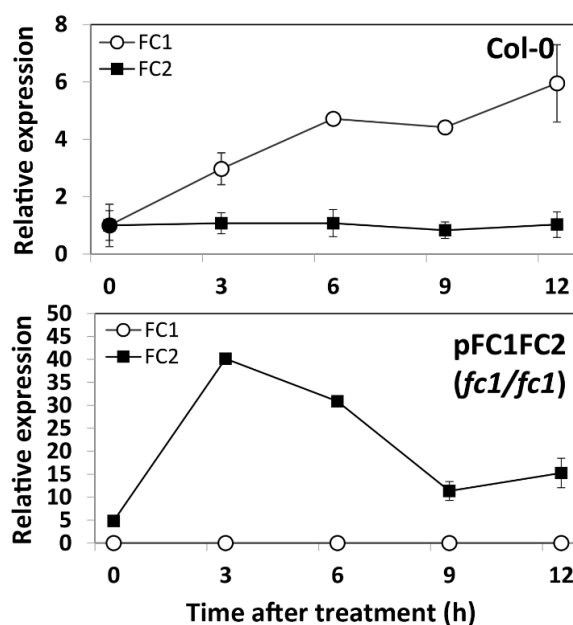 Relative expression
8
6
4
2
0
FC1
FC2
Col-0
0 3 6 9 12
Relative expression
50
45
40
35
30
25
20
15
10
5
0
FC1
FC2
pFC1FC2
(fc1/fc1)
0 3 6 9 12
Time after treatment (h)